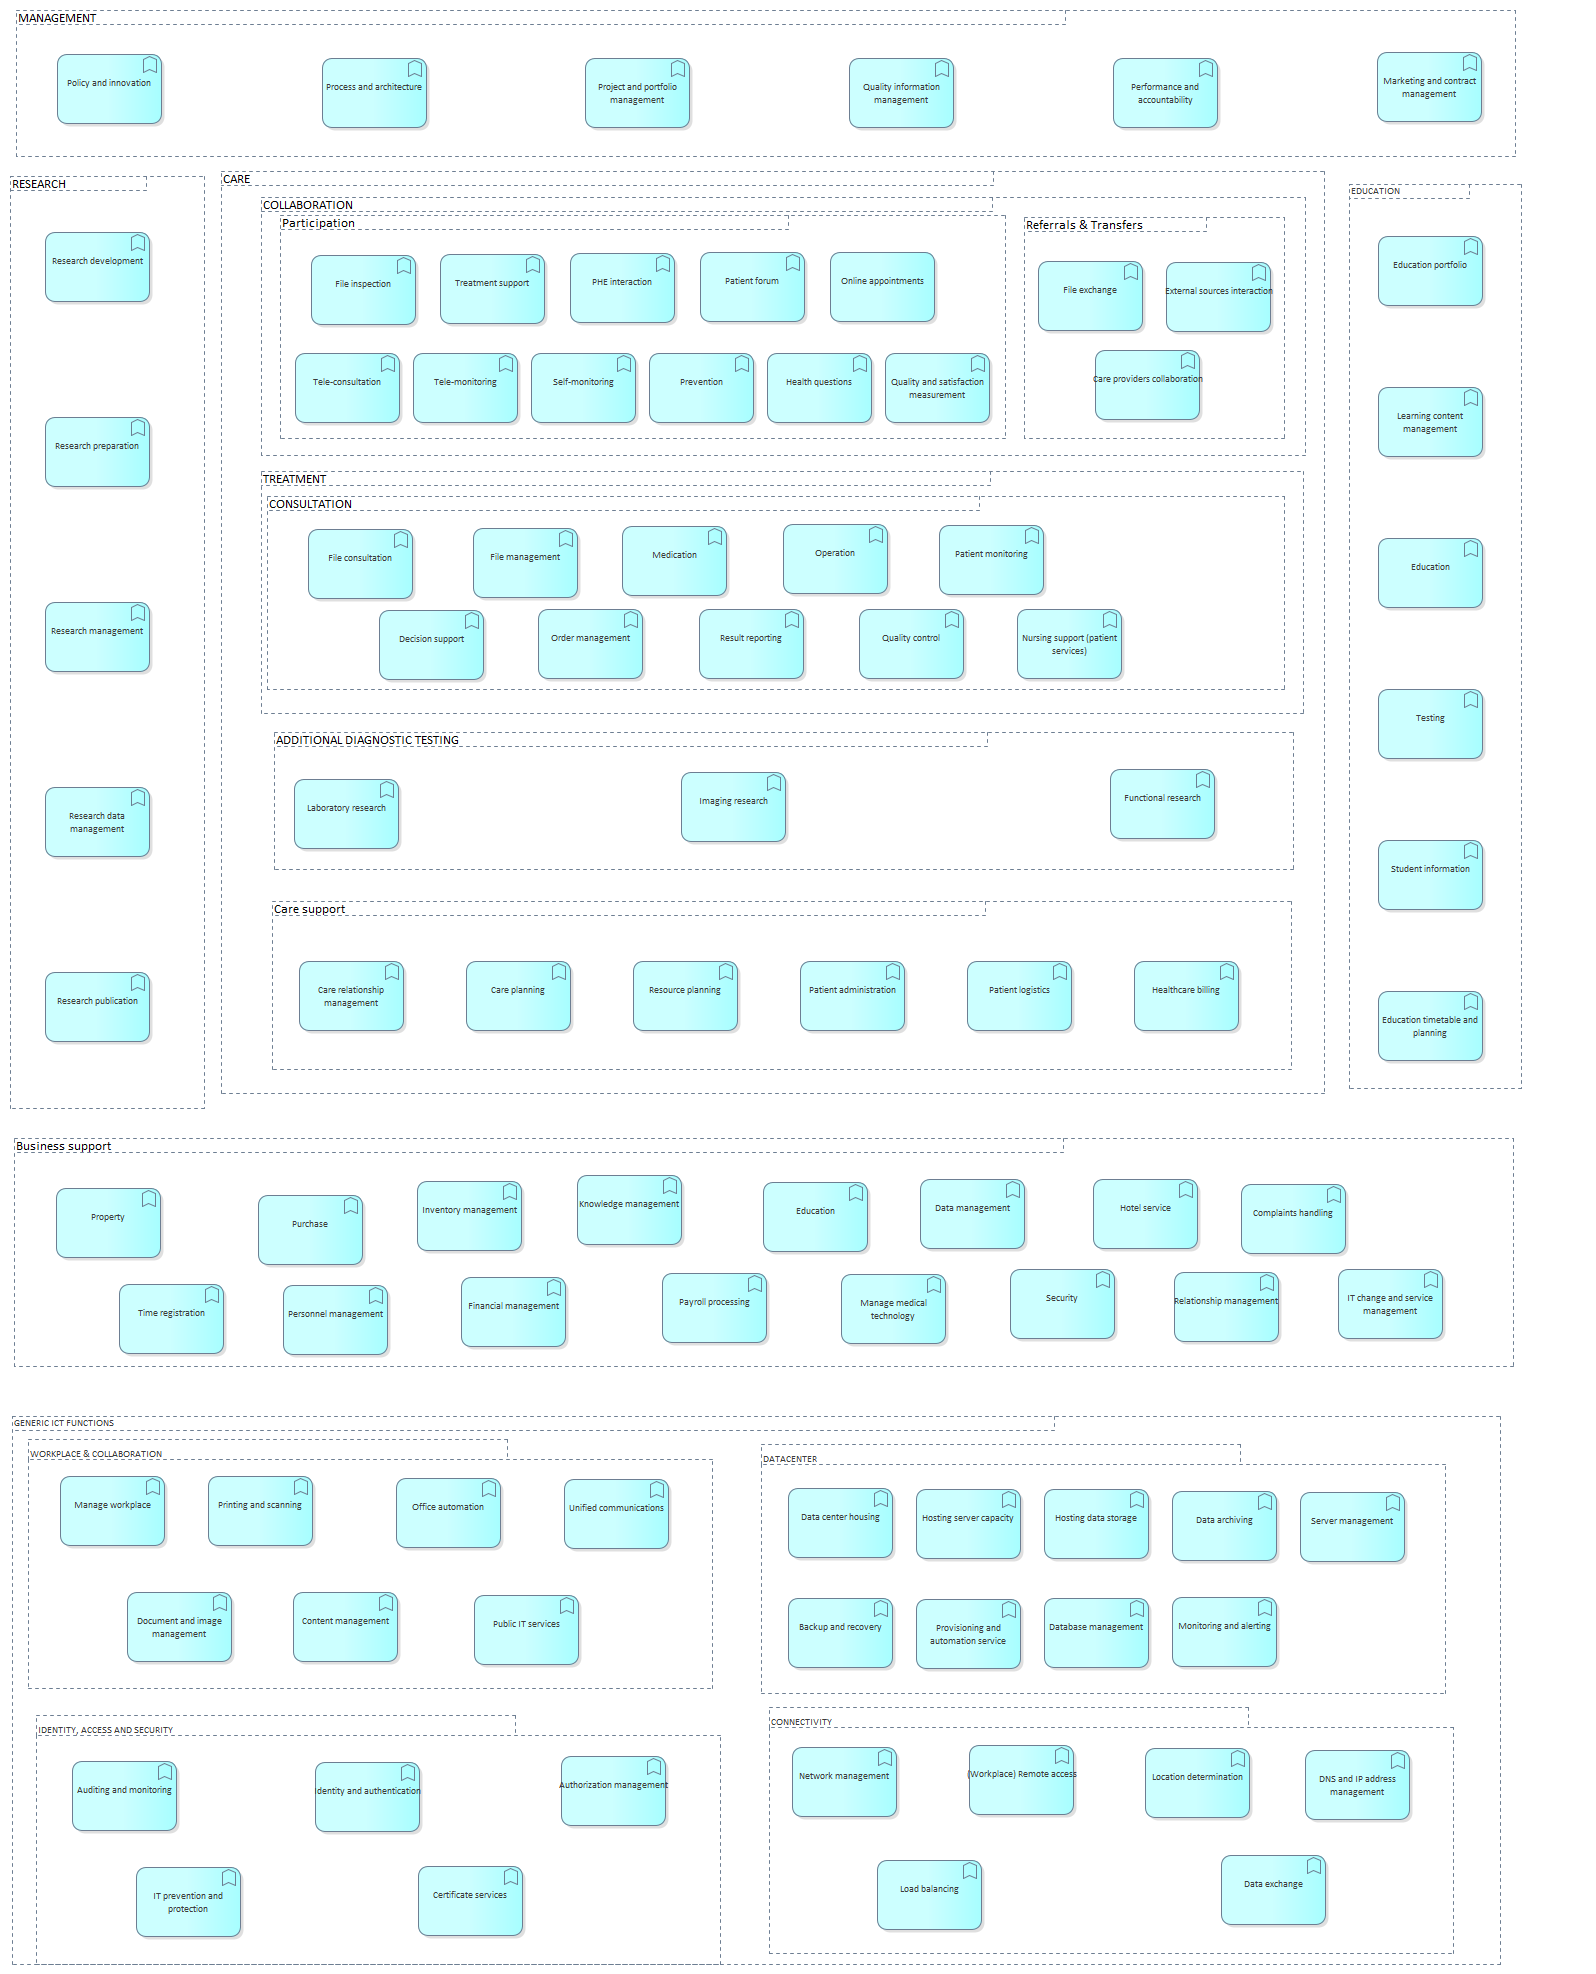 MANAGEMENT
Policy and innovation
Process and architecture
Project and portfolio
management
Quality information
management
Performance and
accountability
Marketing and contract
management
RESEARCH
Research development
Research preparation
Research management
Research data
management
Research publication
CARE
COLLABORATION
Participation
File inspection
Treatment support
PHE interaction
Patient forum
Online appointments
Tele-consultation
Tele-monitoring
Self-monitoring
Prevention
Health questions
Quality and satisfaction
measurement
Referrals & Transfers
File exchange
External sources interaction
Care providers collaboration
TREATMENT
CONSULTATION
File consultation
File management
Medication
Operation
Patient monitoring
Decision support
Order management
Result reporting
Quality control
Nursing support (patient
services)
ADDITIONAL DIAGNOSTIC TESTING
Laboratory research
Imaging research
Functional research
Care support
Care relationship
management
Care planning
Resource planning
Patient administration
Patient logistics
Healthcare billing
EDUCATION
Education portfolio
Learning content
management
Education
Testing
Student information
Education timetable and
planning
Business support
Property
Purchase
Inventory management
Knowledge management
Education
Data management
Hotel service
Complaints handling
Time registration
Personnel management
Financial management
Payroll processing
Manage medical
technology
Security
Relationship management
IT change and service
management
GENERIC ICT FUNCTIONS
WORKPLACE & COLLABORATION
Manage workplace
Printing and scanning
Office automation
Unified communications
Document and image
management
Content management
Public IT services
DATACENTER
Data center housing
Hosting server capacity
Hosting data storage
Data archiving
Server management
Backup and recovery
Provisioning and
automation service
Database management
Monitoring and alerting
IDENTITY, ACCESS AND SECURITY
Auditing and monitoring
Identity and authentication
Authorization management
IT prevention and
protection
Certificate services
CONNECTIVITY
Network management
(Workplace) Remote access
Location determination
DNS and IP address
management
Load balancing
Data exchange